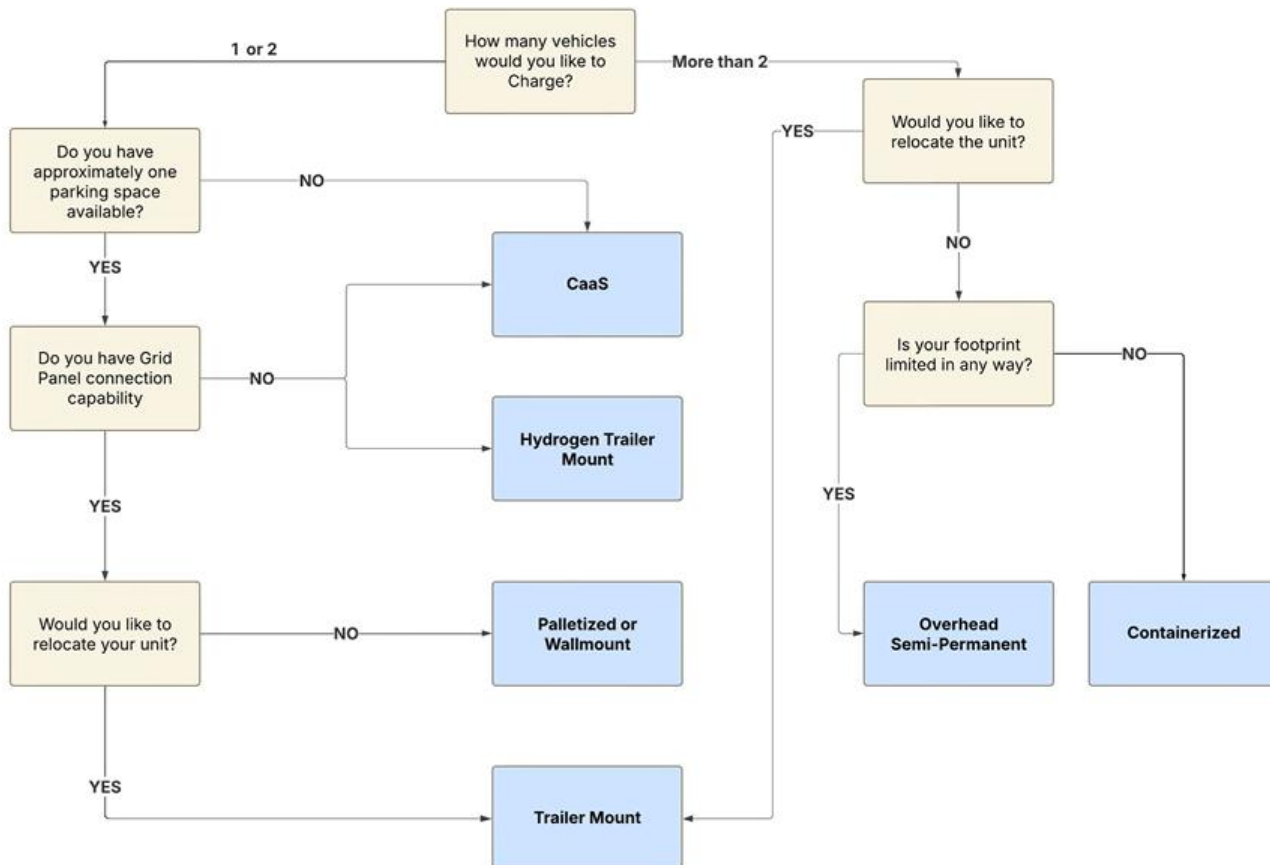 1 or 2
How many vehicles
would you like to
Charge?
More than 2
Do you have
approximately one
parking space
available?
NO
YES
Would you like to
relocate the unit?
YES
NO
CaaS
Do you have Grid
Panel connection
capability
NO
Is your footprint
limited in any way?
NO
Hydrogen Trailer
Mount
YES
YES
Would you like to
relocate your unit?
NO
Palletized or
Wallmount
Overhead
Semi-Permanent
Containerized
YES
Trailer Mount